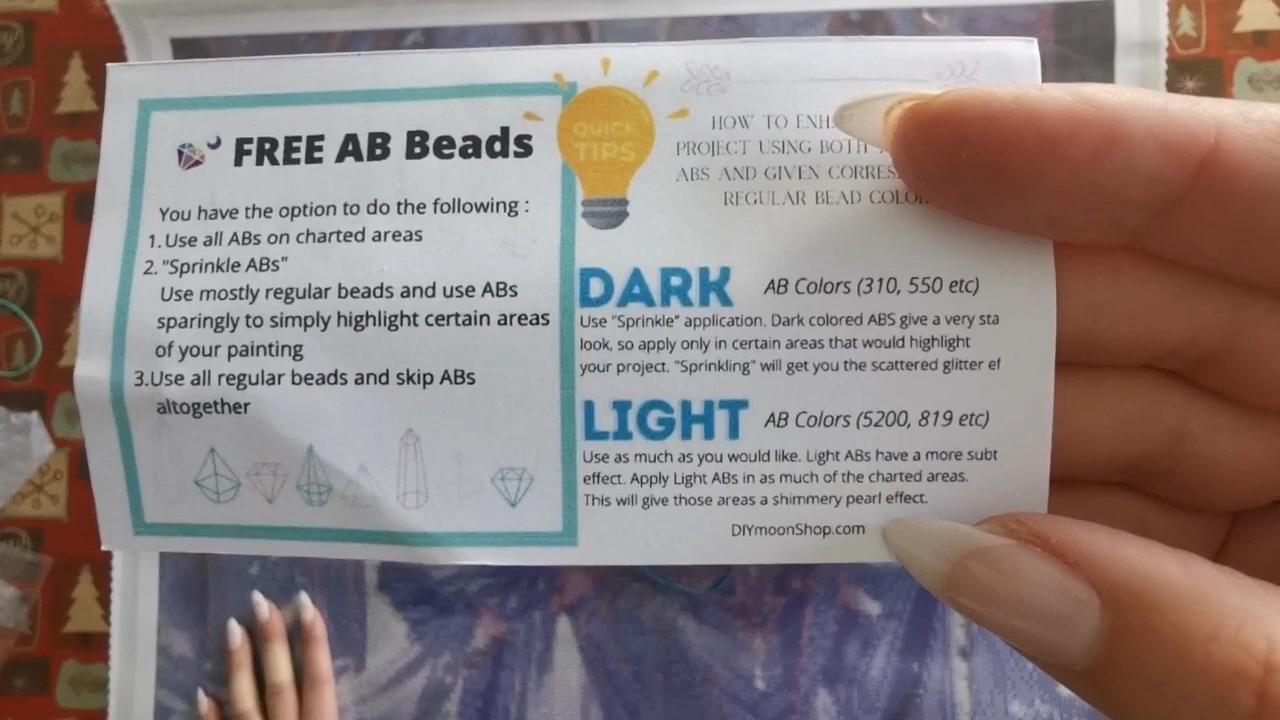 FREE AB Beads
You have the option to do the following :
1. Use all ABs on charted areas
2. "Sprinkle ABs"
Use mostly regular beads and use ABs
sparingly to simply highlight certain areas
of your painting
3.Use all regular beads and skip ABs
altogether
QUICK
TIPS
HOW TO
PROJECT USING BOTH
ABS AND GIVEN
REGULAR BEAD
DARK AB Colors (310, 550 etc)
Use "Sprinkle" application. Dark colored ABS give a very
look, so apply only in certain areas that would highlight
your project. "Sprinkling" will get you the scattered glitter
LIGHT AB Colors (5200, 819 etc)
Use as much as you would like. Light ABs have a more
effect. Apply Light ABs in as much of the charted areas.
This will give those areas a shimmery pearl effect.
DIYmoonShop.com